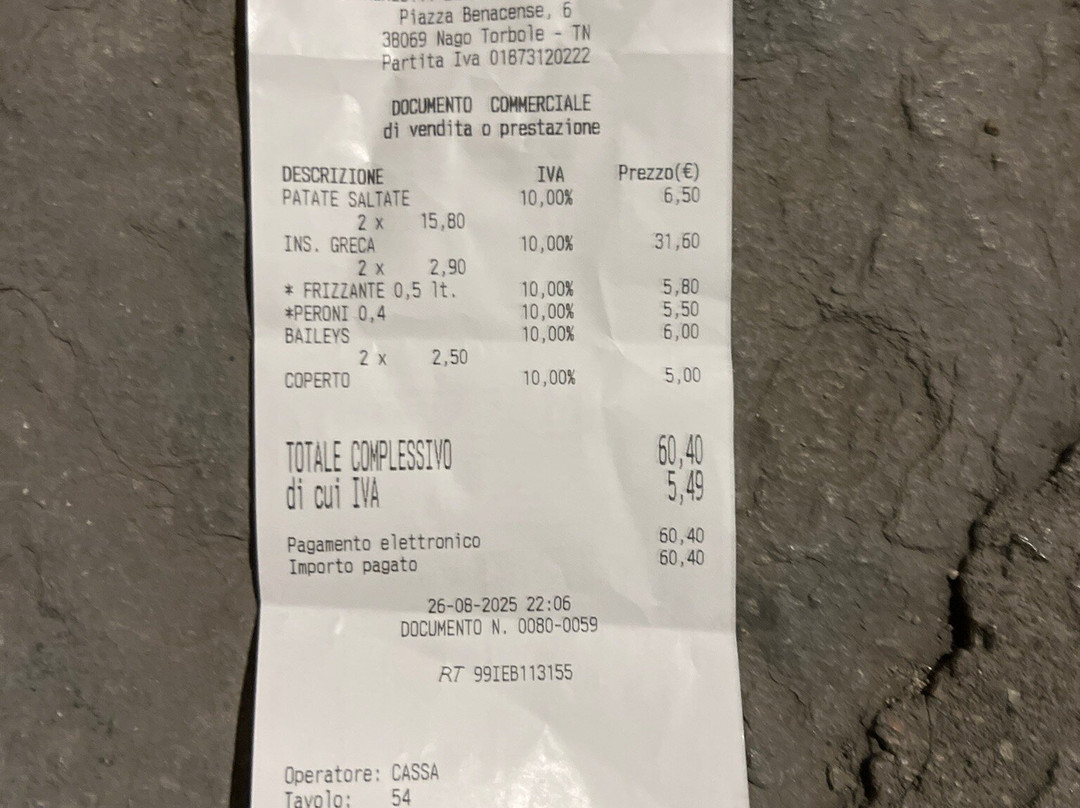 Piazza Benacense, 6
38069 Nago Torbole - TN
Partita Iva 01873120222
DOCUMENTO COMMERCIALE
di vendita o prestazione
DESCRIZIONE IVA Prezzo(€)
PATATE SALTATE 10,00% 6,50
2 x 15,80
INS. GRECA 10,00% 31,60
2 x 2,90
* FRIZZANTE 0,5 lt. 10,00% 5,80
*PERONI 0,4 10,00% 5,50
BAILEYS 10,00% 6,00
2 x 2,50
COPERTO 10,00% 5,00
TOTALE COMPLESSIVO 60,40
di cui IVA 5,49
Pagamento elettronico 60,40
Importo pagato 60,40
26-08-2025 22:06
DOCUMENTO N. 0080-0059
RT 99IEB113155
Operatore: CASSA
Tavolo: 54